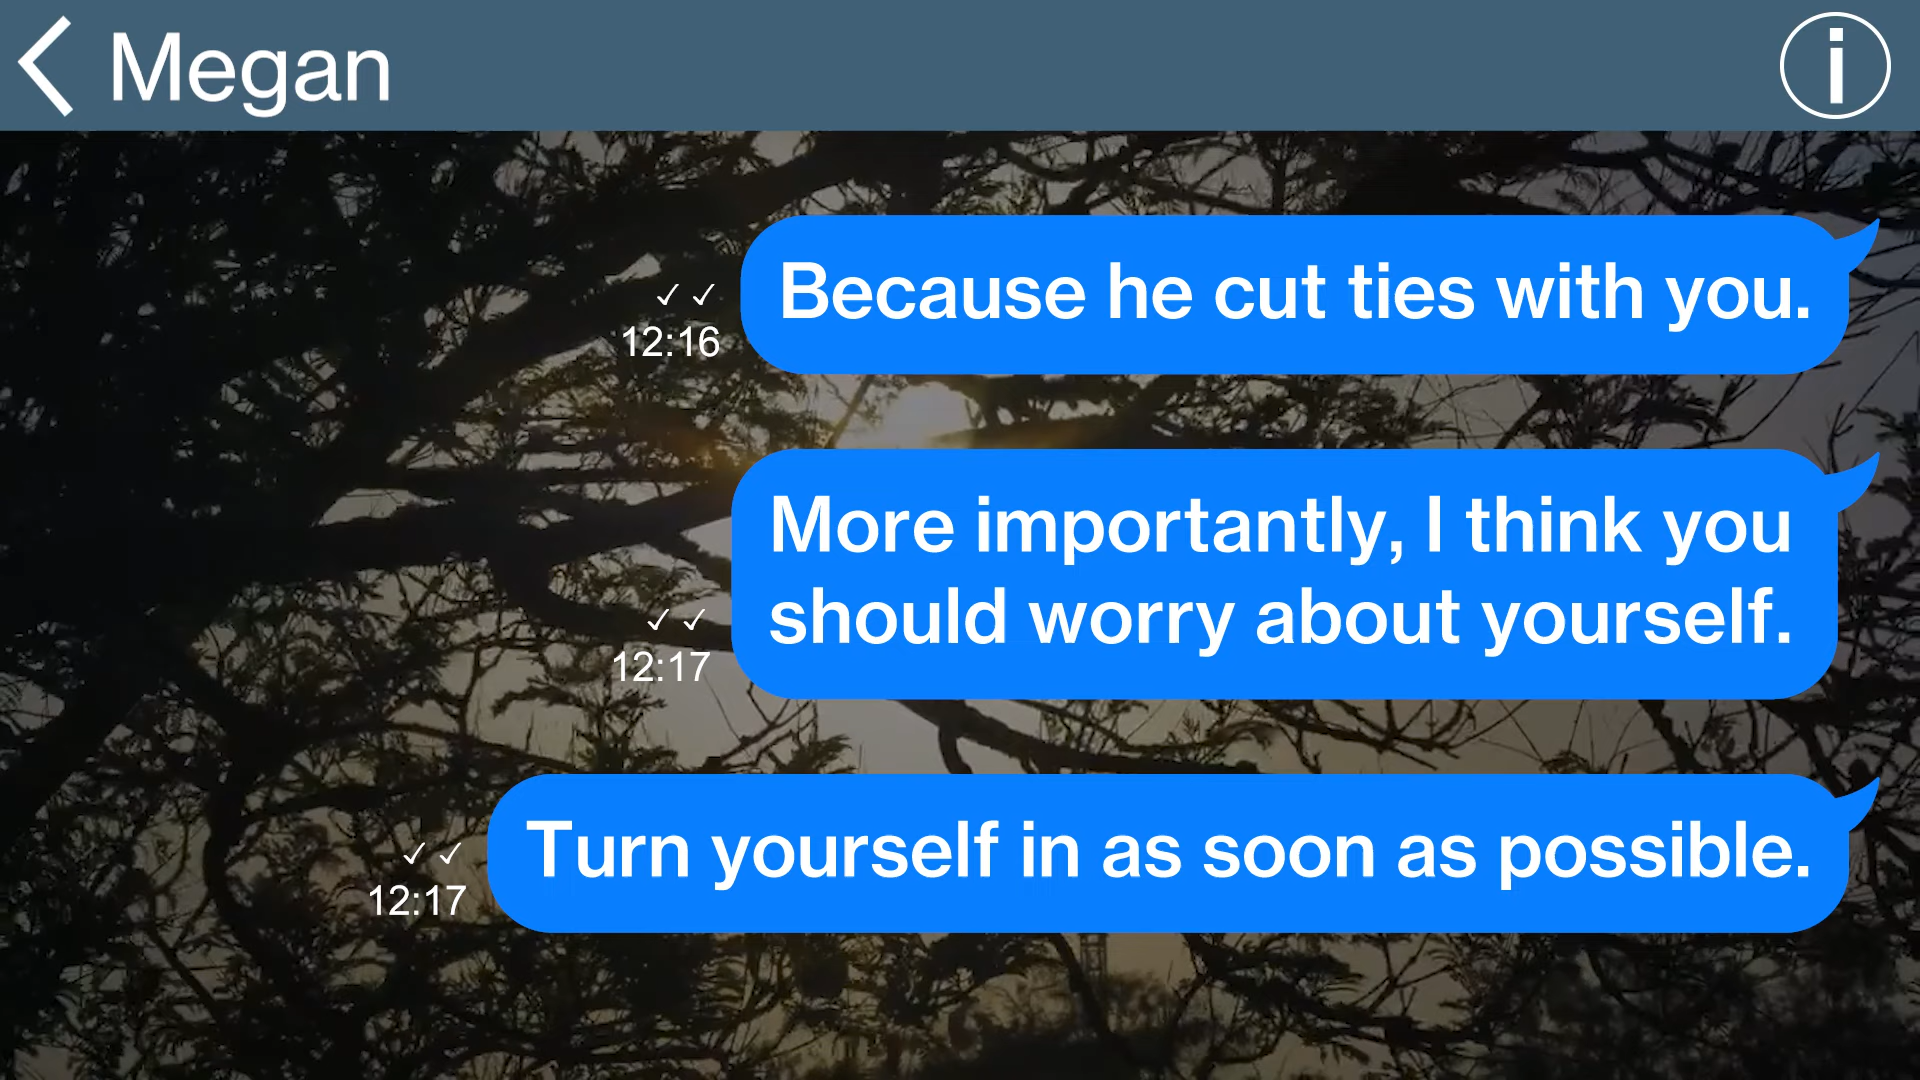 Megan
Because he cut ties with you.
12:16
More importantly, I think you
should worry about yourself.
12:17
Turn yourself in as soon as possible.
12:17